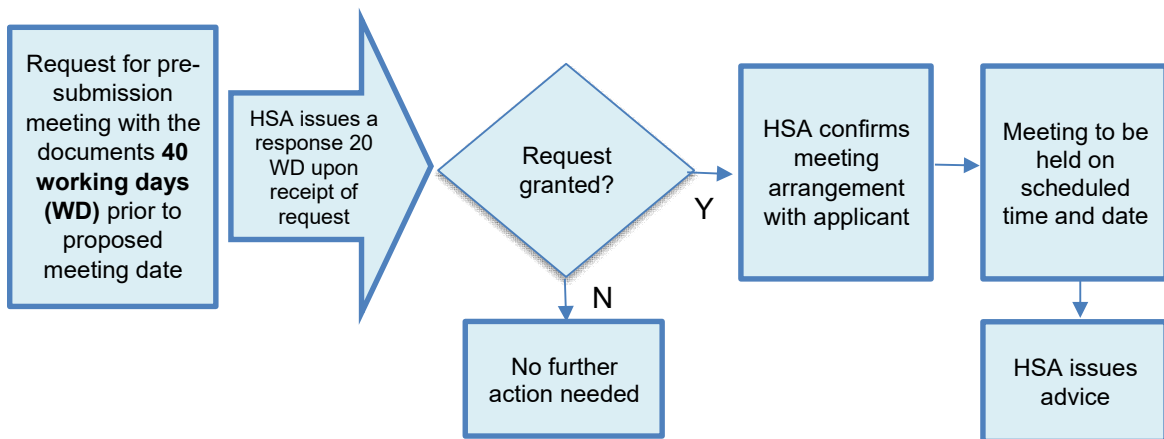 Request for pre-
submission
meeting with the
documents 40
working days
(WD) prior to
proposed
meeting date
HSA issues a
response 20
WD upon
receipt of
request
Request
granted?
Y
N
No further
action needed
HSA confirms
meeting
arrangement
with applicant
Meeting to be
held on
scheduled
time and date
HSA issues
advice